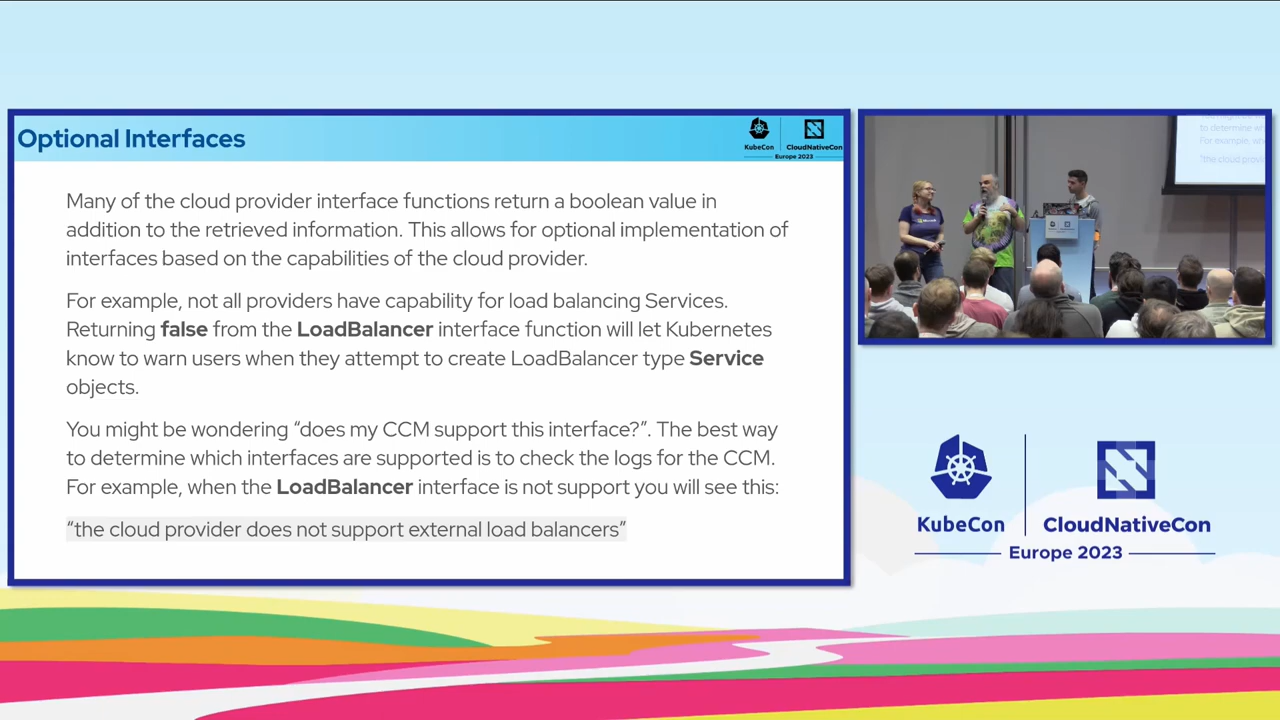 Optional Interfaces
KubeCon
CloudNativeCon
Europe 2023
Many of the cloud provider interface functions return a boolean value in
addition to the retrieved information. This allows for optional implementation of
interfaces based on the capabilities of the cloud provider.
For example, not all providers have capability for load balancing Services.
Returning false from the LoadBalancer interface function will let Kubernetes
know to warn users when they attempt to create LoadBalancer type Service
objects.
You might be wondering “does my CCM support this interface?”. The best way
to determine which interfaces are supported is to check the logs for the CCM.
For example, when the LoadBalancer interface is not support you will see this:
“the cloud provider does not support external load balancers”
to determine
For example, 
“the cloud
KubeCon
CloudNativeCon
Europe 2023